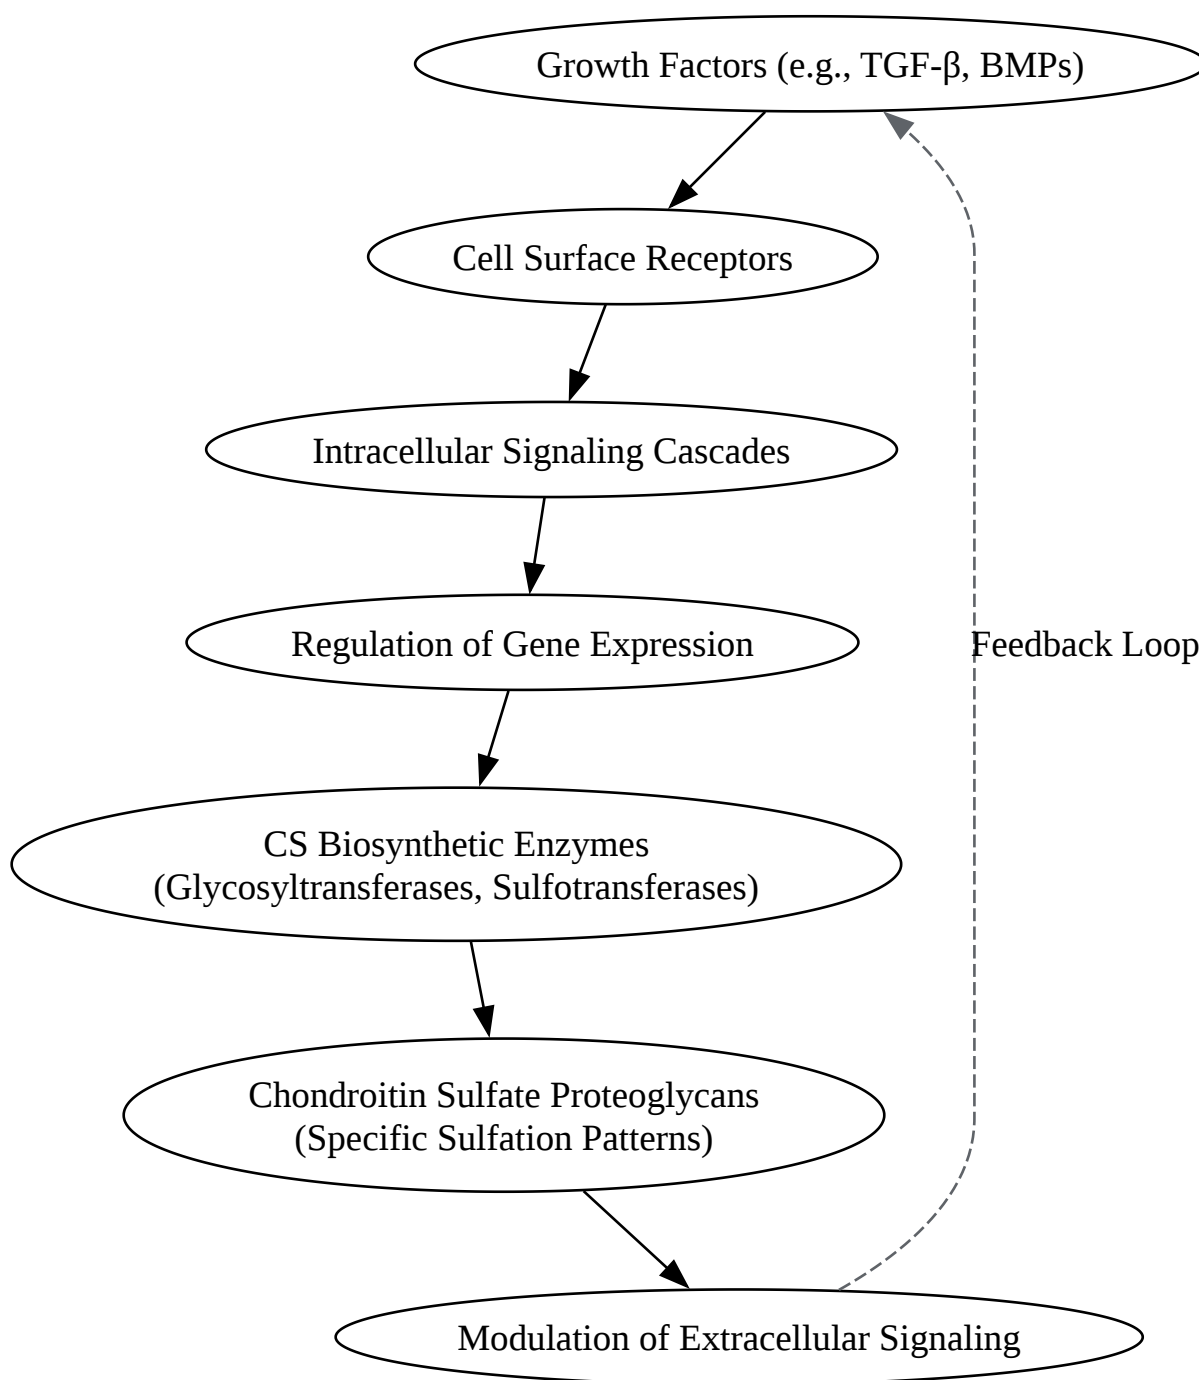 Growth Factors (e.g., TGF-β, BMPs)
Cell Surface Receptors
Intracellular Signaling Cascades
Regulation of Gene Expression
Feedback Loop
CS Biosynthetic Enzymes
(Glycosyltransferases, Sulfotransferases)
Chondroitin Sulfate Proteoglycans
(Specific Sulfation Patterns)
Modulation of Extracellular Signaling